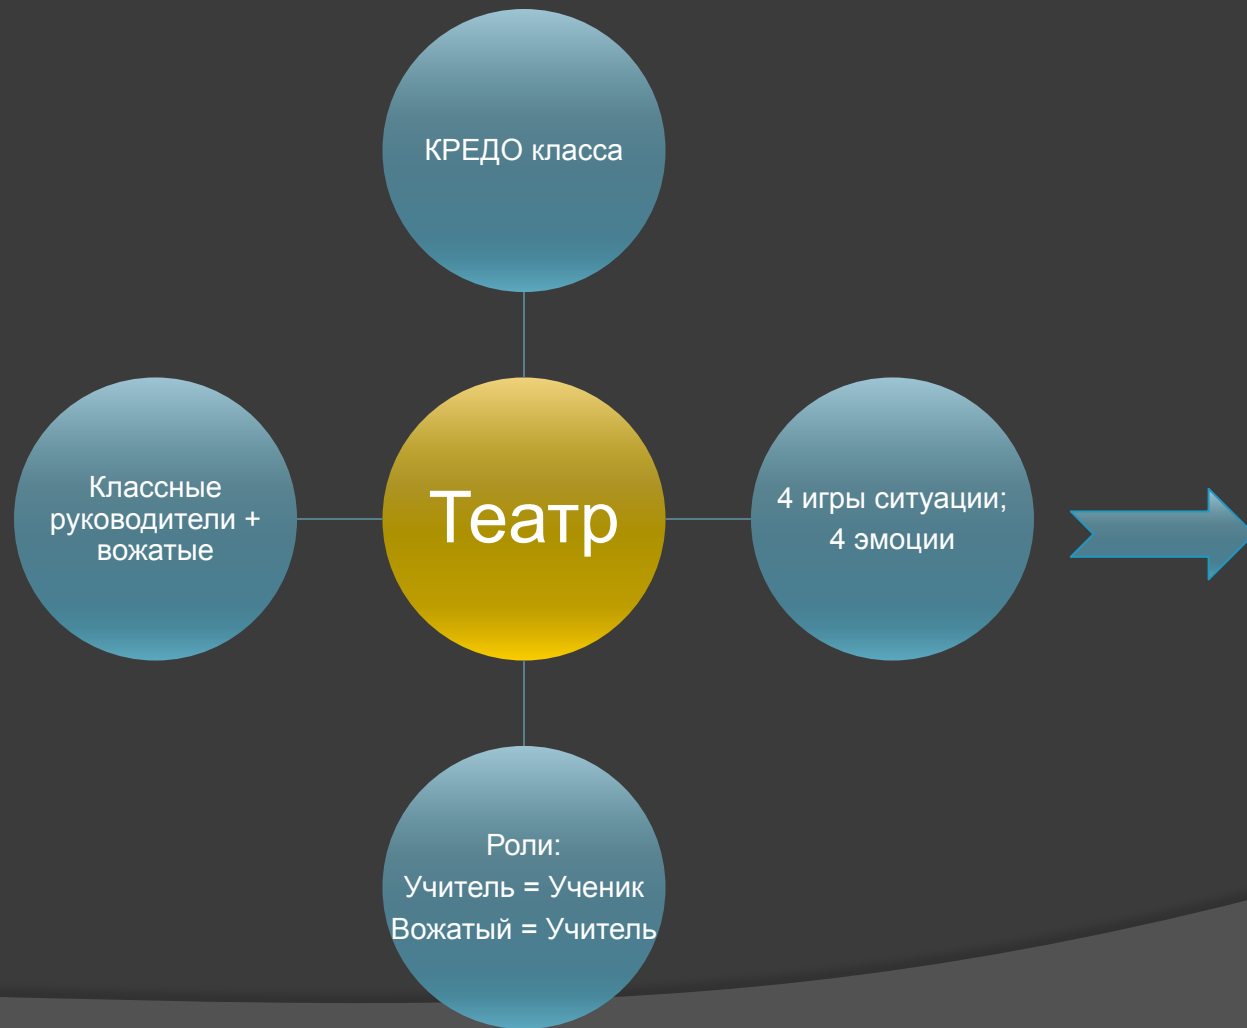 КРЕДО класса
Классные
руководители +
вожатые
Театр
4 игры ситуации;
4 эмоции
Роли:
Учитель = Ученик
Вожатый = Учитель